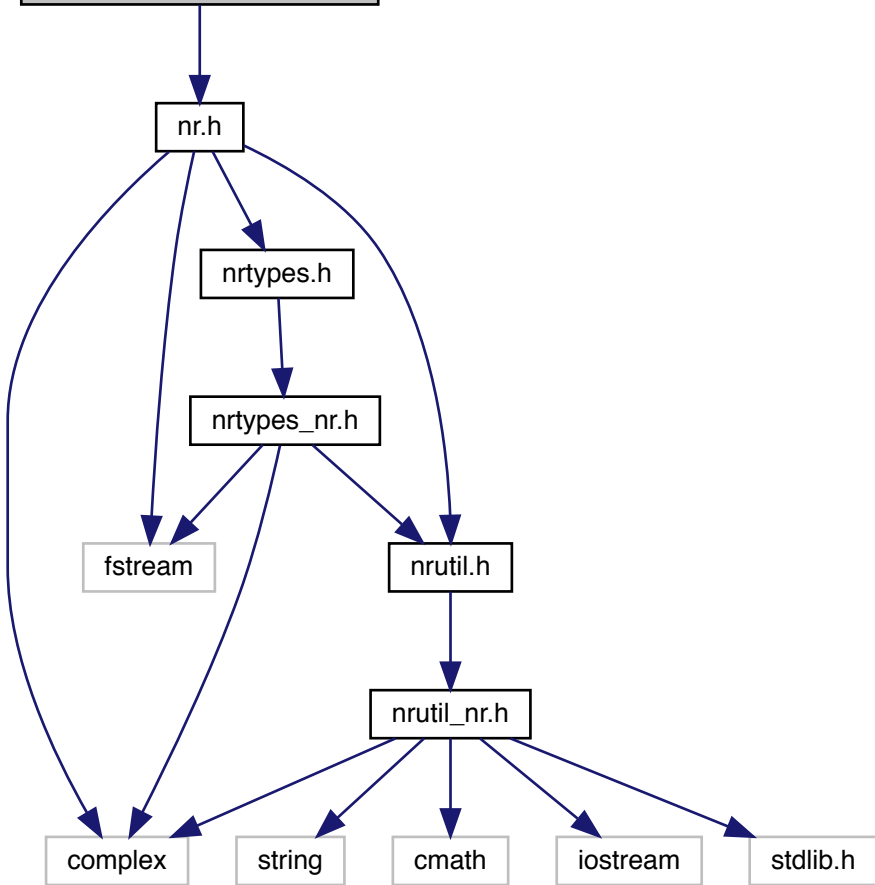 nr.h
nrtypes.h
nrtypes_nr.h
fstream
nrutil.h
nrutil_nr.h
complex
string
cmath
iostream
stdlib.h